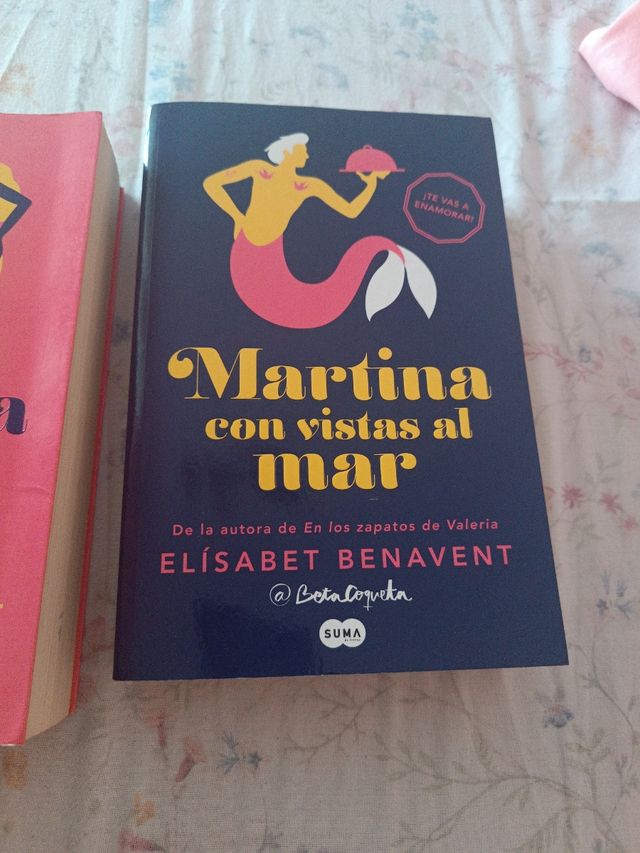 ¡TE VAS A
ENAMORAR!
Martina
con vistas al
mar
De la autora de En los zapatos de Valeria
ELÍSABET BENAVENT
@BetaCoqueta
SUMA
a